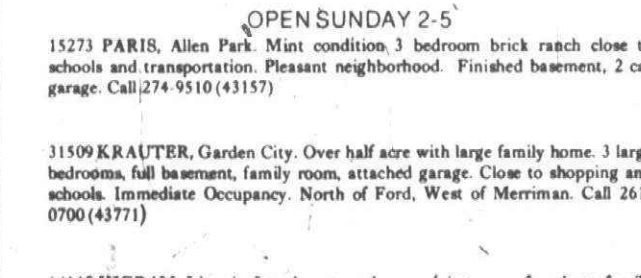 OPEN SUNDAY 2-5
15273 PARIS, Allen Park. Mint condition, 3 bedroom brick ranch close
schools and transportation. Pleasant neighborhood. Finished basement, 2
garage. Call 274-9510 (43157)
31509 KRAUTER, Garden City. Over half acre with large family home. 3
bedrooms, full basement, family room, attached garage. Close to shopping
schools. Immediate Occupancy. North of Ford, West of Merriman. Call
0700 (43771)